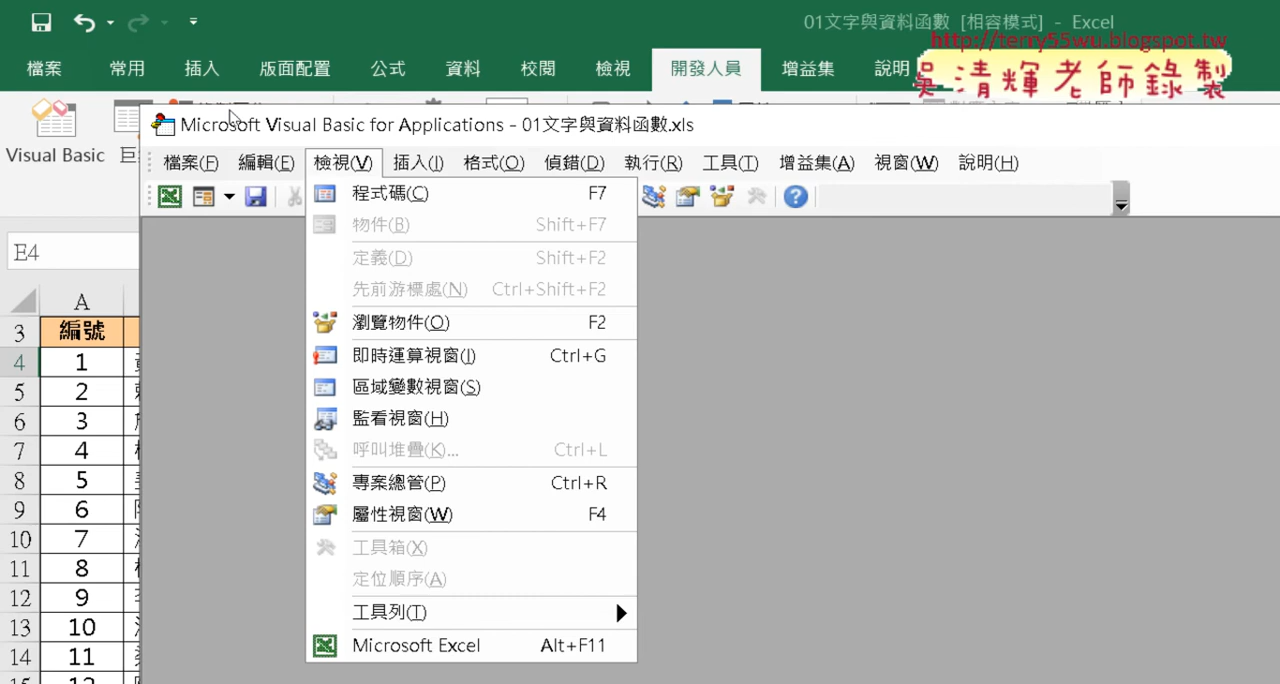 01文字與資料函數 [相容模式] - Excel
http://terry55wu.blogspot.tw
檔案 常用 插入 版面配置 公式 資料 校閱 檢視 開發人員 增益集 說明
吳清輝老師錄製
Visual Basic
Microsoft Visual Basic for Applications - 01文字與資料函數.xls
檔案(F) 編輯(E) 檢視(V) 插入(I) 格式(O) 偵錯(D) 執行(R) 工具(T) 增益集(A) 視窗(W) 說明(H)
程式碼(C) F7
物件(B) Shift+F7
定義(D) Shift+F2
先前游標處(N) Ctrl+Shift+F2
瀏覽物件(O) F2
即時運算視窗(I) Ctrl+G
區域變數視窗(S)
監看視窗(H)
呼叫堆疊(K)... Ctrl+L
專案總管(P) Ctrl+R
屬性視窗(W) F4
工具箱(X)
定位順序(A)
工具列(T)
Microsoft Excel Alt+F11
E4
A
3 編號
4 1
5 2
6 3
7 4
8 5
9 6
10 7
11 8
12 9
13 10
14 11